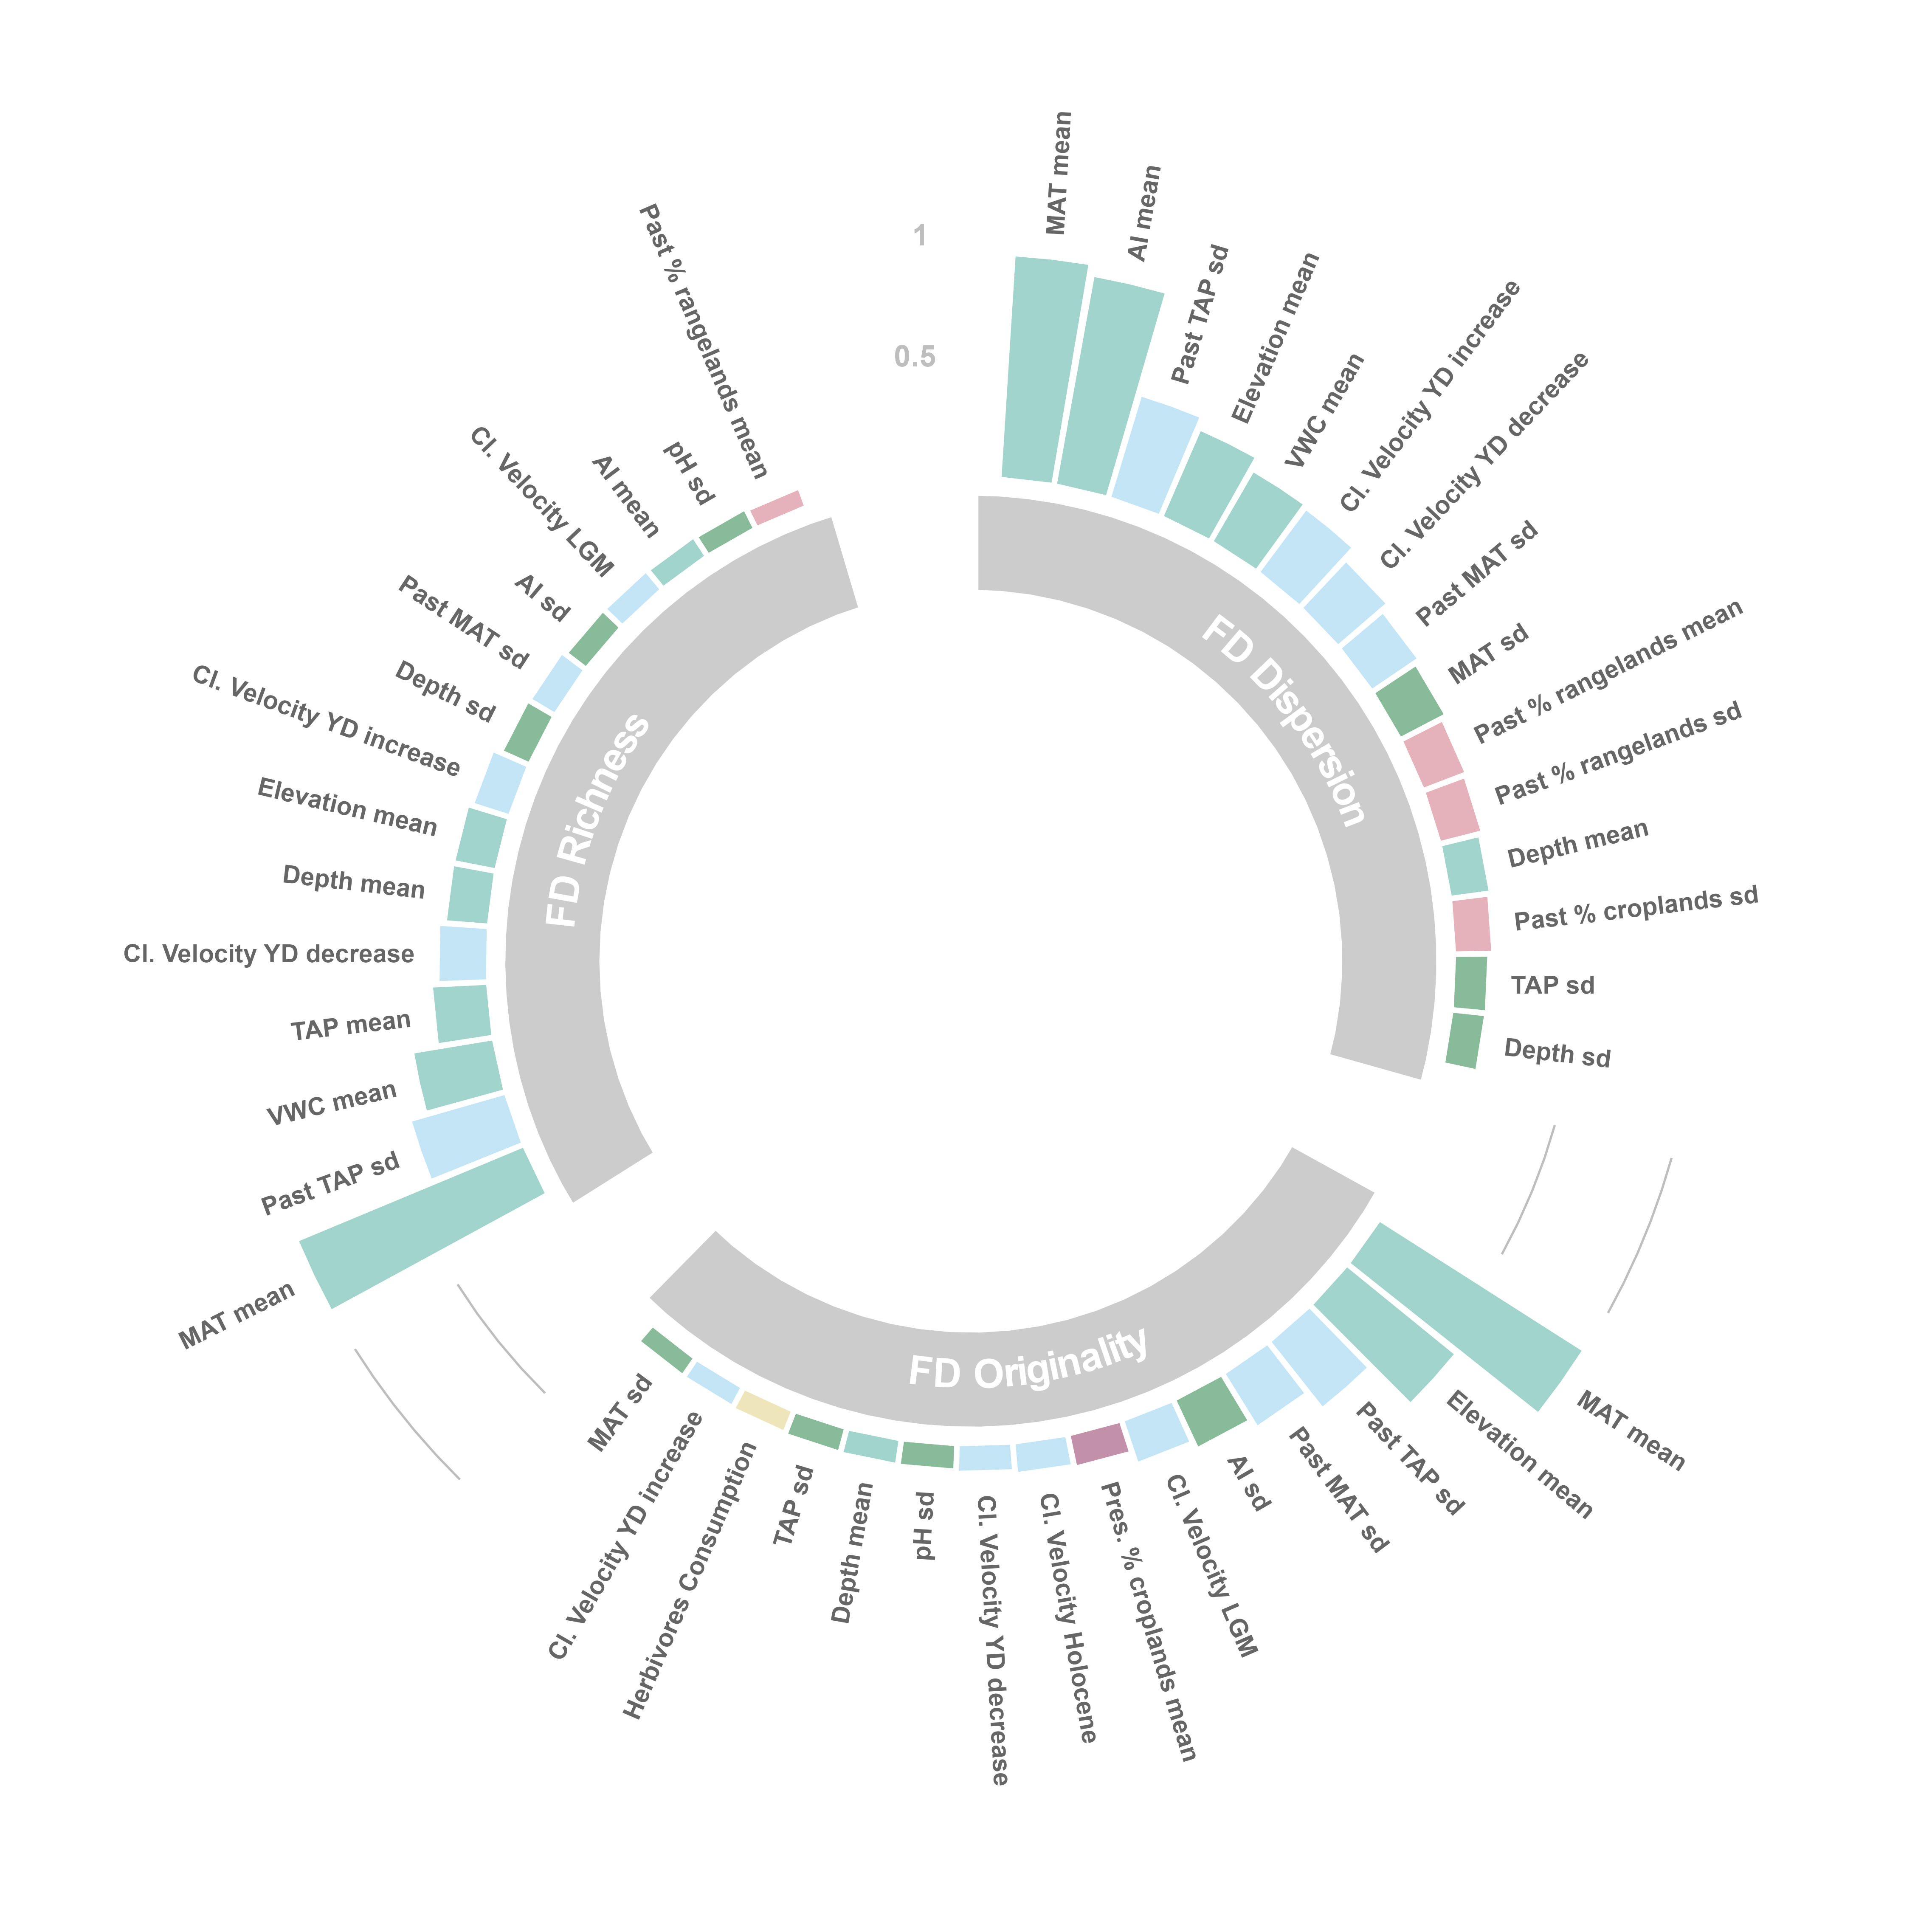 1
0.5
MAT mean
AI mean
Past TAP sd
Elevation mean
VWC mean
Cl. Velocity YD increase
Cl. Velocity YD decrease
Past MAT sd
MAT sd
Past % rangelands mean
Past % rangelands sd
Depth mean
Past % croplands sd
TAP sd
Depth sd
FD Dispersion
MAT mean
Elevation mean
Past TAP sd
Past MAT sd
AI sd
Cl. Velocity LGM
Pres. % croplands mean
Cl. Velocity Holocene
Cl. Velocity YD decrease
pH sd
Depth mean
TAP sd
Herbivores Consumption
Cl. Velocity YD increase
MAT sd
FD Originality
MAT mean
Past TAP sd
VWC mean
TAP mean
Cl. Velocity YD decrease
Depth mean
Elevation mean
Cl. Velocity YD increase
Depth sd
Past MAT sd
AI sd
Cl. Velocity LGM
AI mean
pH sd
Past % rangelands mean
FD Richness